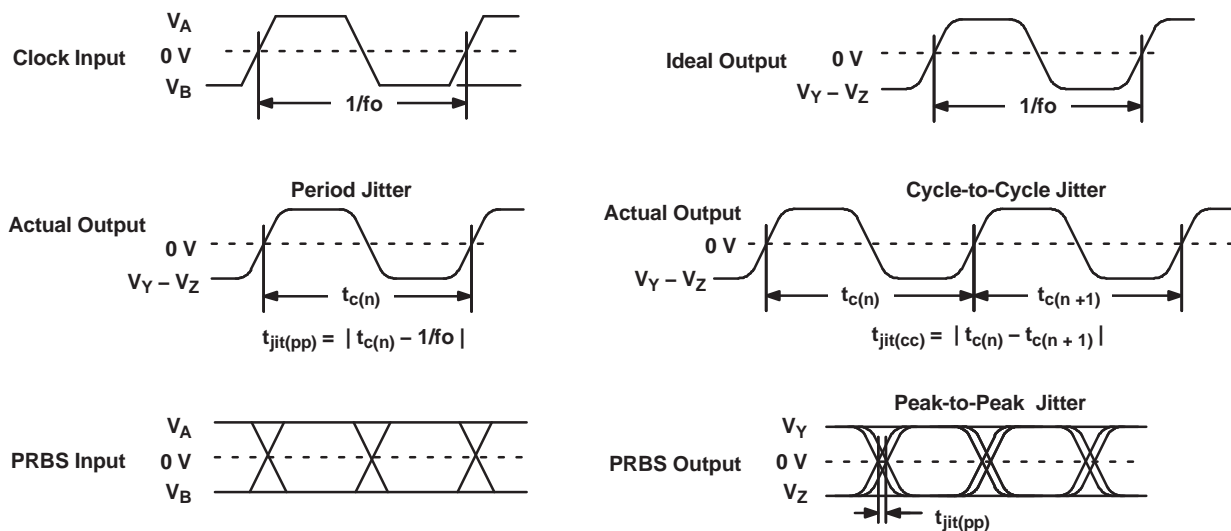 V_A
Clock Input
0 V
V_B
1/fo
Ideal Output
0 V
V_Y – V_Z
1/fo
Period Jitter
Actual Output
0 V
V_Y – V_Z
t_c(n)
t_jit(pp) = | t_c(n) – 1/fo |
Cycle-to-Cycle Jitter
Actual Output
0 V
V_Y – V_Z
t_c(n)
t_c(n +1)
t_jit(cc) = | t_c(n) – t_c(n + 1) |
V_A
PRBS Input
0 V
V_B
Peak-to-Peak Jitter
V_Y
PRBS Output
0 V
V_Z
t_jit(pp)